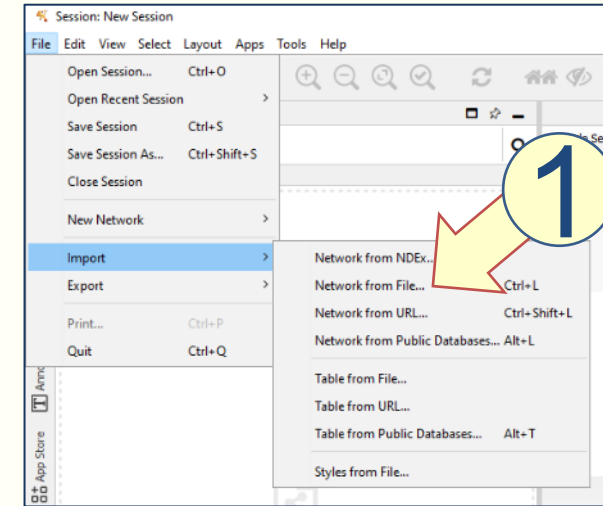 Session: New Session
File Edit View Select Layout Apps Tools Help
Open Session... Ctrl+O
Open Recent Session >
Save Session Ctrl+S
Save Session As... Ctrl+Shift+S
Close Session
New Network >
Import >
Export >
Print... Ctrl+P
Quit Ctrl+Q
Network from NDEx...
Network from File... Ctrl+L
Network from URL... Ctrl+Shift+L
Network from Public Databases... Alt+L
Table from File...
Table from URL...
Table from Public Databases... Alt+T
Styles from File...
1
App Store